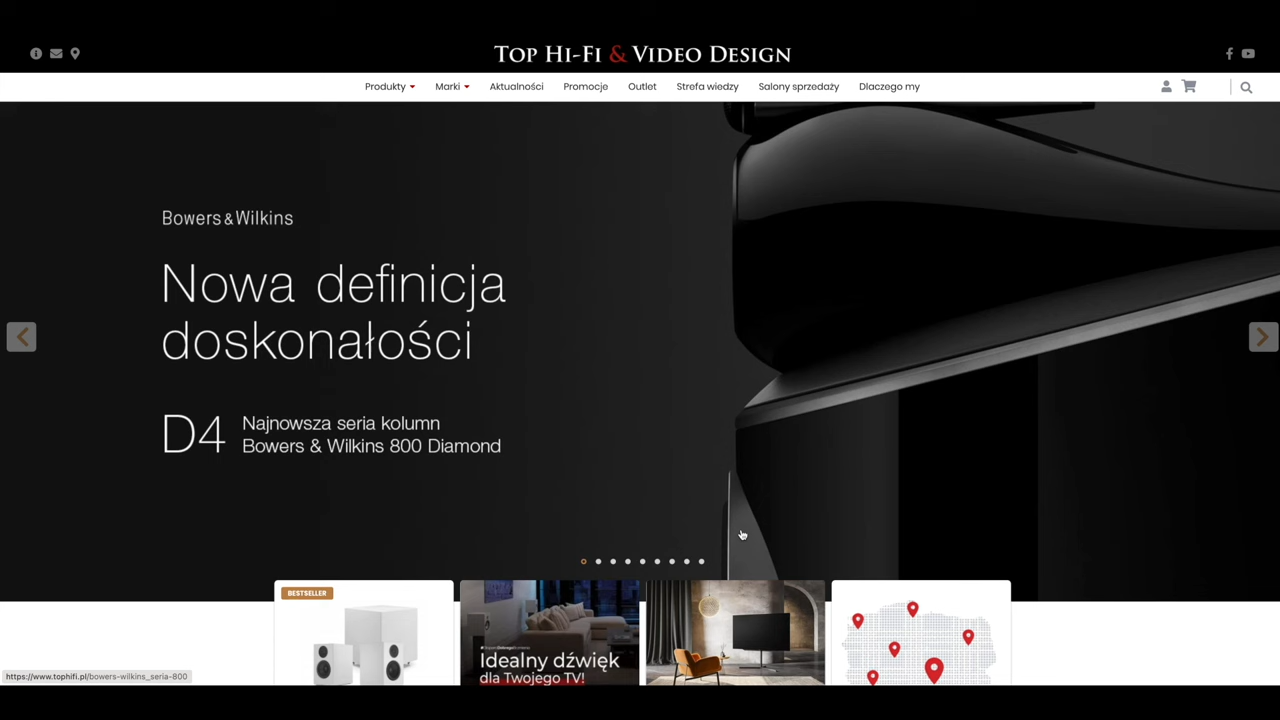 TOP HI-FI & VIDEO DESIGN
Produkty Marki Aktualności Promocje Outlet Strefa wiedzy Salony sprzedaży Dlaczego my
Bowers & Wilkins
Nowa definicja
doskonałości
D4 Najnowsza seria kolumn
Bowers & Wilkins 800 Diamond
BESTSELLER
Idealny dźwięk
dla Twojego TV!
https://www.tophifi.pl/bowers-wilkins_seria-800